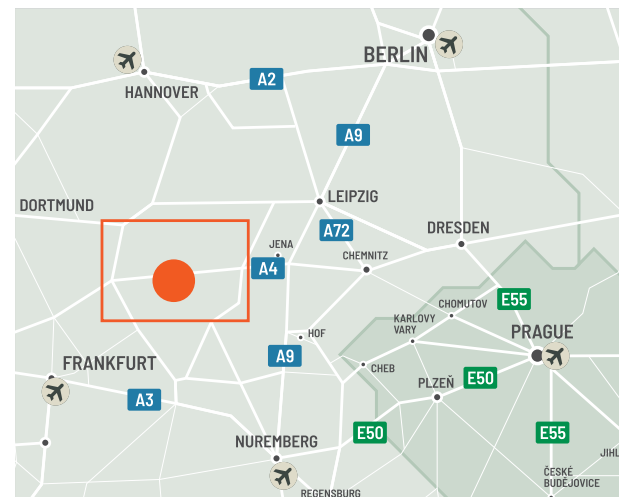 BERLIN
HANNOVER
A2
A9
DORTMUND
LEIPZIG
A72
DRESDEN
JENA
CHEMNITZ
A4
E55
CHOMUTOV
KARLOVY
VARY
PRAGUE
HOF
A9
FRANKFURT
CHEB
E50
PLZEŇ
A3
E50
E55
NUREMBERG
JIHL
ČESKÉ
BUDĚJOVICE
REGENSBURG